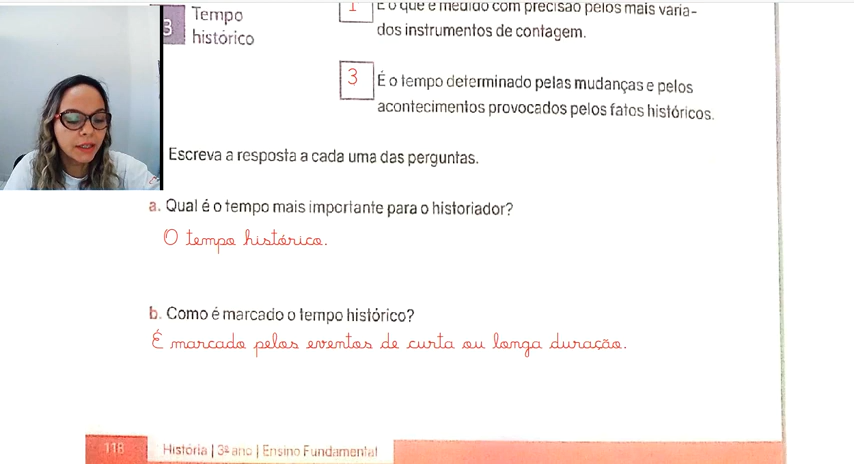 3
Tempo
histórico
1 É o que é medido com precisão pelos mais varia-
dos instrumentos de contagem.
3 É o tempo determinado pelas mudanças e pelos
acontecimentos provocados pelos fatos históricos.
Escreva a resposta a cada uma das perguntas.
a. Qual é o tempo mais importante para o historiador?
O tempo histórico.
b. Como é marcado o tempo histórico?
É marcado pelos eventos de curta ou longa duração.
118 História | 3º ano | Ensino Fundamental